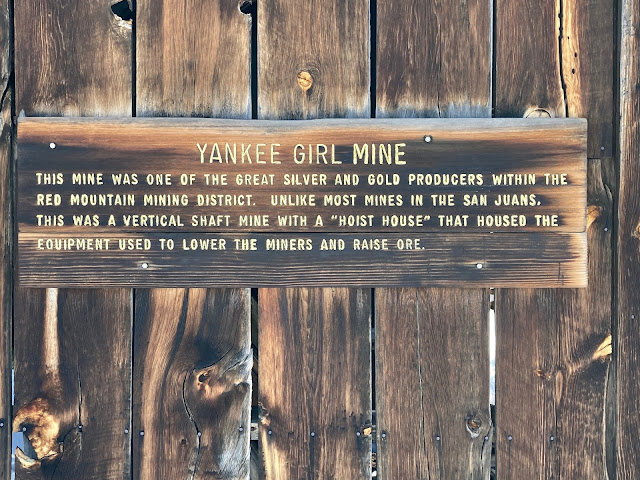 YANKEE GIRL MINE
THIS MINE WAS ONE OF THE GREAT SILVER AND GOLD PRODUCERS WITHIN THE
RED MOUNTAIN MINING DISTRICT. UNLIKE MOST MINES IN THE SAN JUANS,
THIS WAS A VERTICAL SHAFT MINE WITH A "HOIST HOUSE" THAT HOUSED THE
EQUIPMENT USED TO LOWER THE MINERS AND RAISE ORE.